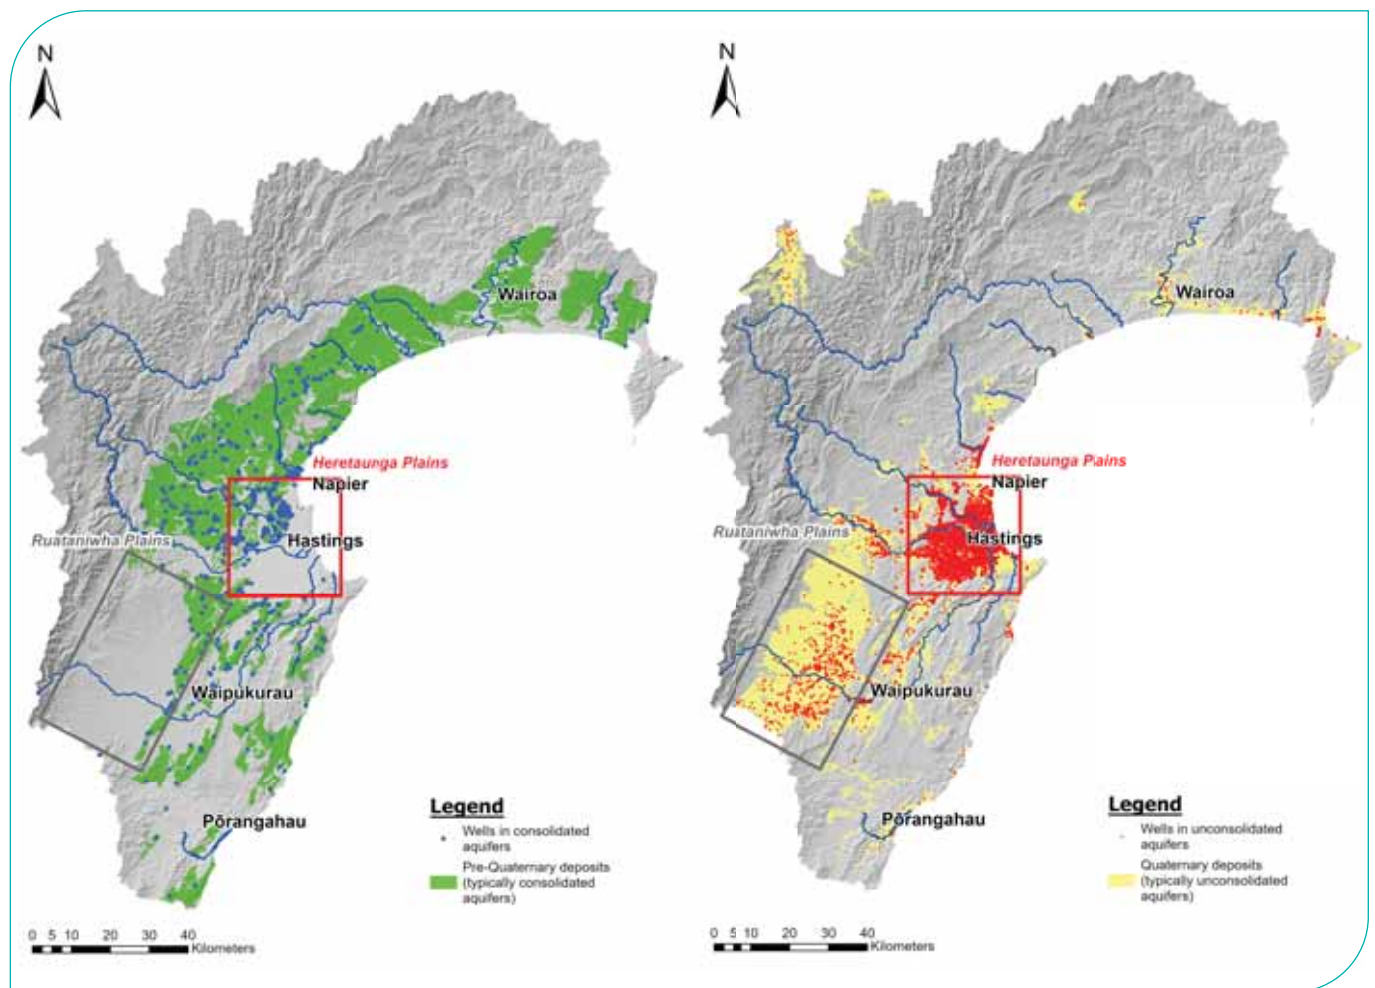 N
Wairoa
Heretaunga Plains
Napier
Ruataniwha Plains
Hastings
Waipukurau
Pōrangahau
Legend
Wells in consolidated
aquifers
Pre-Quaternary deposits
(typically consolidated
aquifers)
0 5 10 20 30 40
Kilometers
N
Wairoa
Heretaunga Plains
Napier
Ruataniwha Plains
Hastings
Waipukurau
Pōrangahau
Legend
Wells in unconsolidated
aquifers
Quaternary deposits
(typically unconsolidated
aquifers)
0 5 10 20 30 40
Kilometers